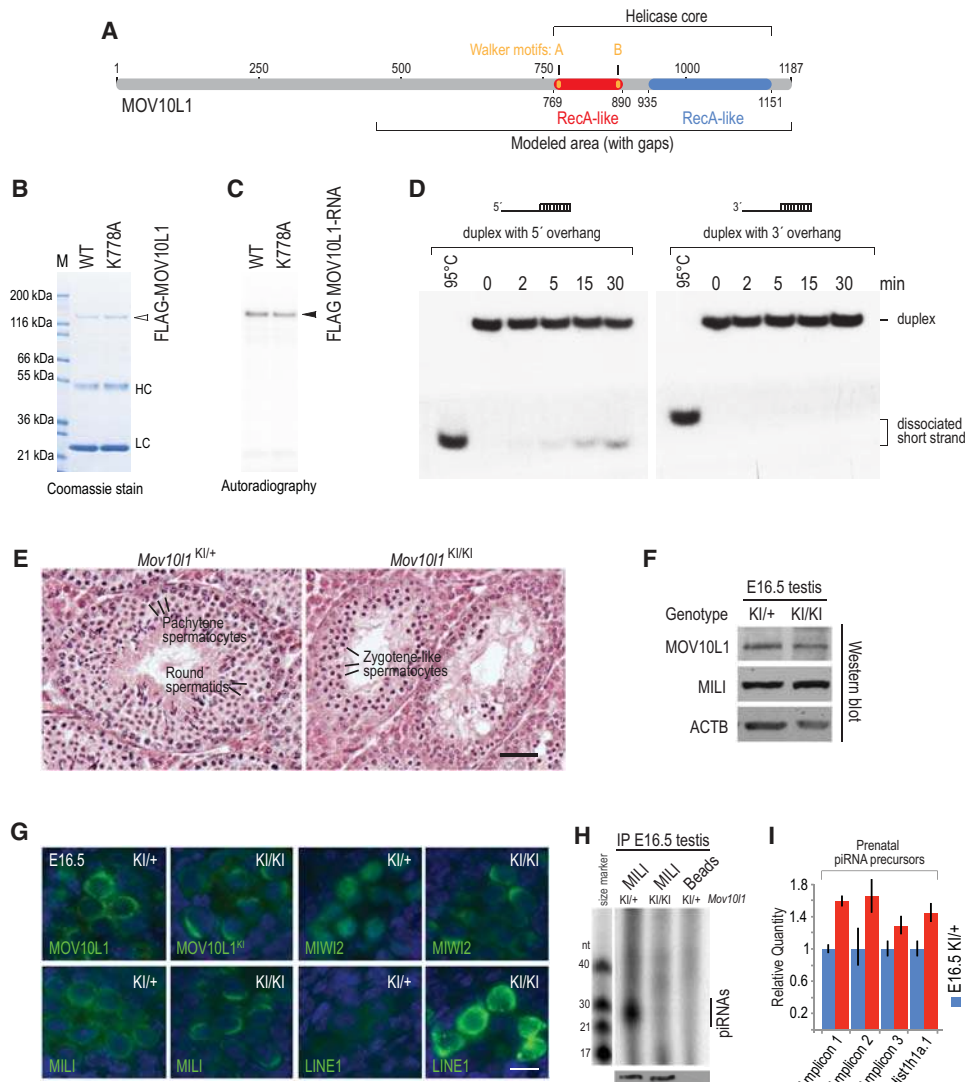 A
Helicase core
Walker motifs: A B
1 250 500 750 1000 1187
MOV10L1
769 890 935 1151
RecA-like RecA-like
Modeled area (with gaps)
B
M WT K778A
FLAG-MOV10L1
200 kDa
116 kDa
66 kDa
55 kDa
36 kDa
21 kDa
HC
LC
Coomassie stain
C
WT K778A
FLAG MOV10L1-RNA
Autoradiography
D
5´ 3´
duplex with 5´ overhang duplex with 3´ overhang
95°C 0 2 5 15 30 95°C 0 2 5 15 30 min
duplex
dissociated
short strand
E
Mov10l1 KI/+ Mov10l1 KI/KI
Pachytene
spermatocytes
Round
spermatids
Zygotene-like
spermatocytes
F
E16.5 testis
Genotype KI/+ KI/KI
MOV10L1
MILI
ACTB
Western blot
G
E16.5 KI/+ KI/KI KI/+ KI/KI
MOV10L1 MOV10L1KI MIWI2 MIWI2
KI/+ KI/KI KI/+ KI/KI
MILI MILI LINE1 LINE1
H
IP E16.5 testis
size marker MILI MILI Beads
KI/+ KI/KI KI/+ Mov10l1
nt
40
30
21
17
piRNAs
I
Prenatal
piRNA precursors
Relative Quantity
1.8
1.4
1
0.6
0.2
E16.5 KI/+
mplicon 1
mplicon 2
mplicon 3
ist1h1a.1